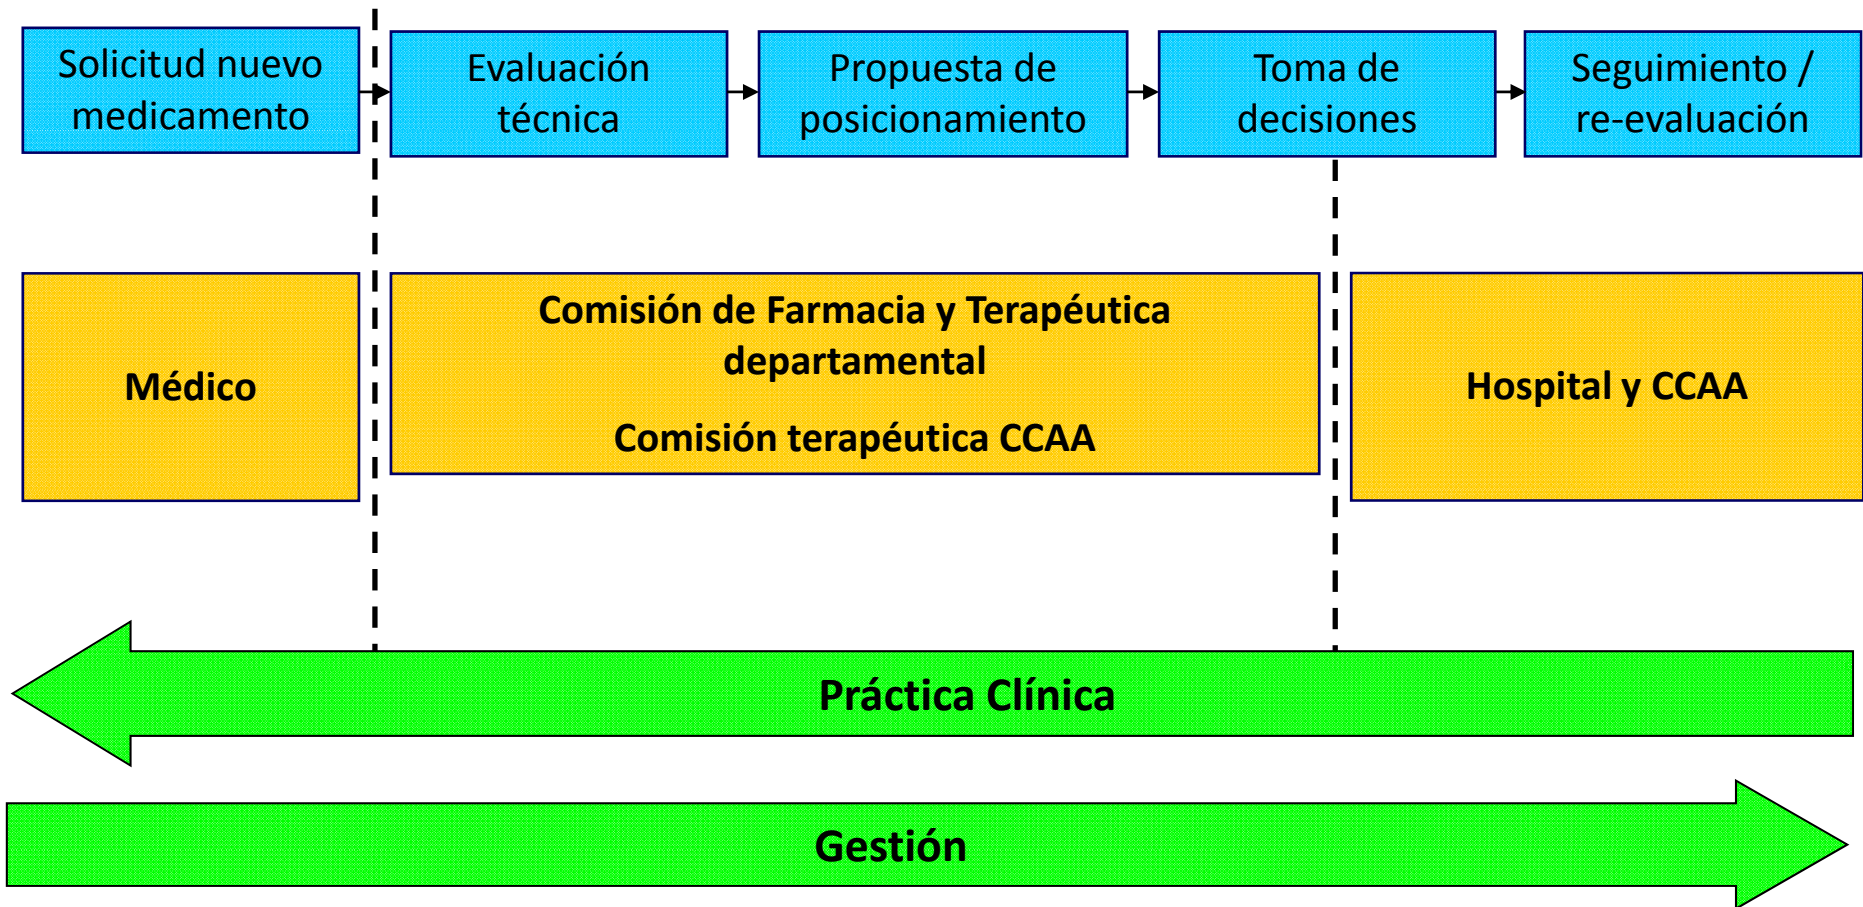 Solicitud nuevo
medicamento
Evaluación
técnica
Propuesta de
posicionamiento
Toma de
decisiones
Seguimiento /
re-evaluación
Médico
Comisión de Farmacia y Terapéutica
departamental
Comisión terapéutica CCAA
Hospital y CCAA
Práctica Clínica
Gestión